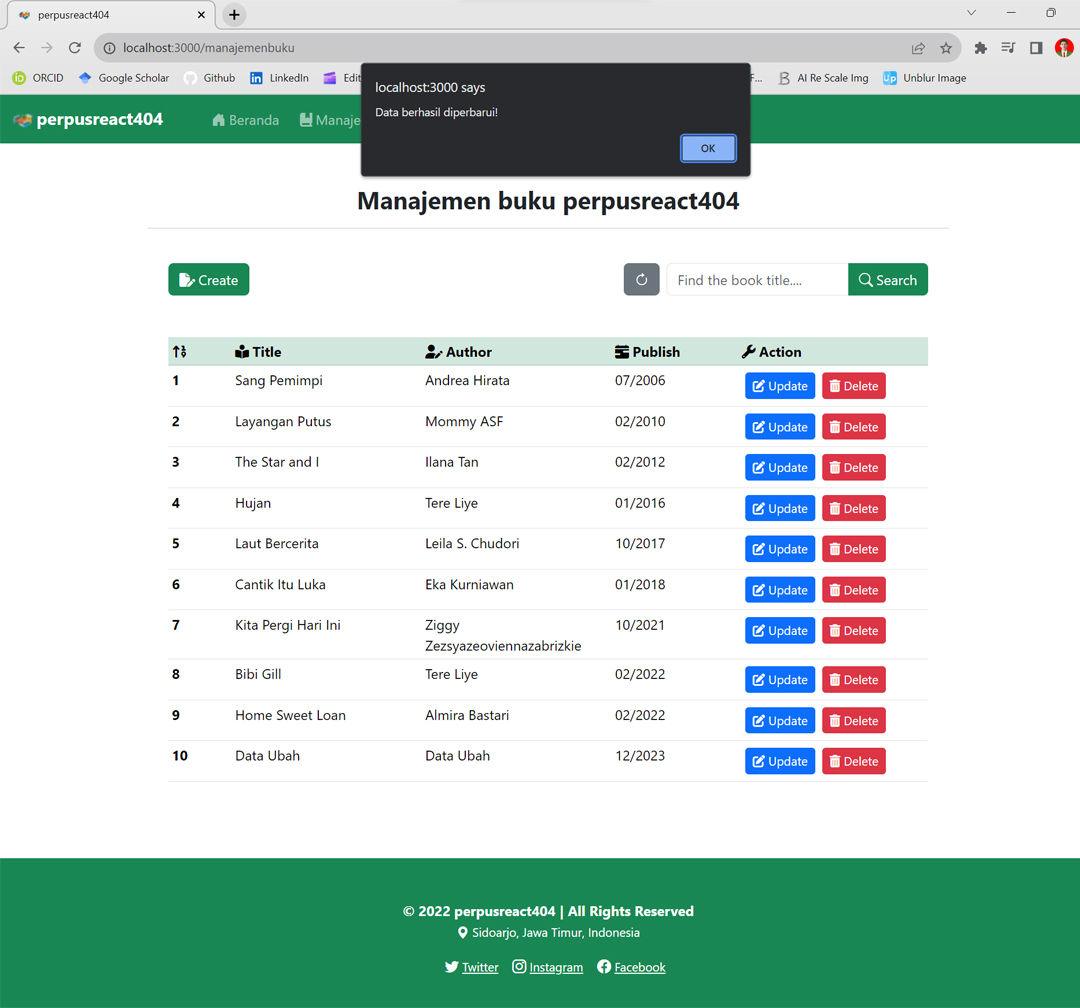 perpusreact404
localhost:3000/manajemenbuku
ORCID Google Scholar Github LinkedIn Edit F... AI Re Scale Img Unblur Image
localhost:3000 says
Data berhasil diperbarui!
OK
perpusreact404 Beranda Manaje
Manajemen buku perpusreact404
Create Find the book title.... Search
Title Author Publish Action
1 Sang Pemimpi Andrea Hirata 07/2006 Update Delete
2 Layangan Putus Mommy ASF 02/2010 Update Delete
3 The Star and I Ilana Tan 02/2012 Update Delete
4 Hujan Tere Liye 01/2016 Update Delete
5 Laut Bercerita Leila S. Chudori 10/2017 Update Delete
6 Cantik Itu Luka Eka Kurniawan 01/2018 Update Delete
7 Kita Pergi Hari Ini Ziggy 10/2021 Update Delete
Zezsyazeoviennazabrizkie
8 Bibi Gill Tere Liye 02/2022 Update Delete
9 Home Sweet Loan Almira Bastari 02/2022 Update Delete
10 Data Ubah Data Ubah 12/2023 Update Delete
© 2022 perpusreact404 | All Rights Reserved
Sidoarjo, Jawa Timur, Indonesia
Twitter Instagram Facebook